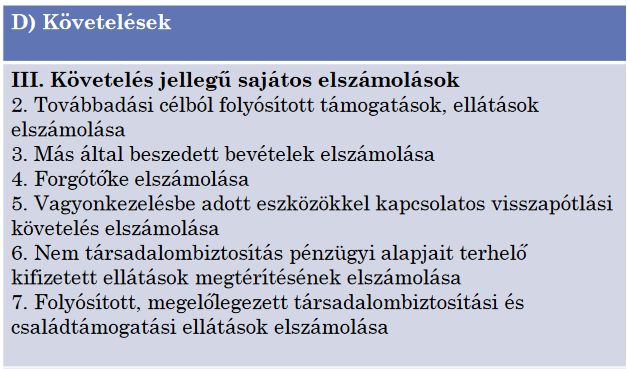 D) Követelések
III. Követelés jellegű sajátos elszámolások
2. Továbbadási célból folyósított támogatások, ellátások
elszámolása
3. Más által beszedett bevételek elszámolása
4. Forgótőke elszámolása
5. Vagyonkezelésbe adott eszközökkel kapcsolatos visszapótlási
követelés elszámolása
6. Nem társadalombiztosítás pénzügyi alapjait terhelő
kifizetett ellátások megtérítésének elszámolása
7. Folyósított, megelőlegezett társadalombiztosítási és
családtámogatási ellátások elszámolása